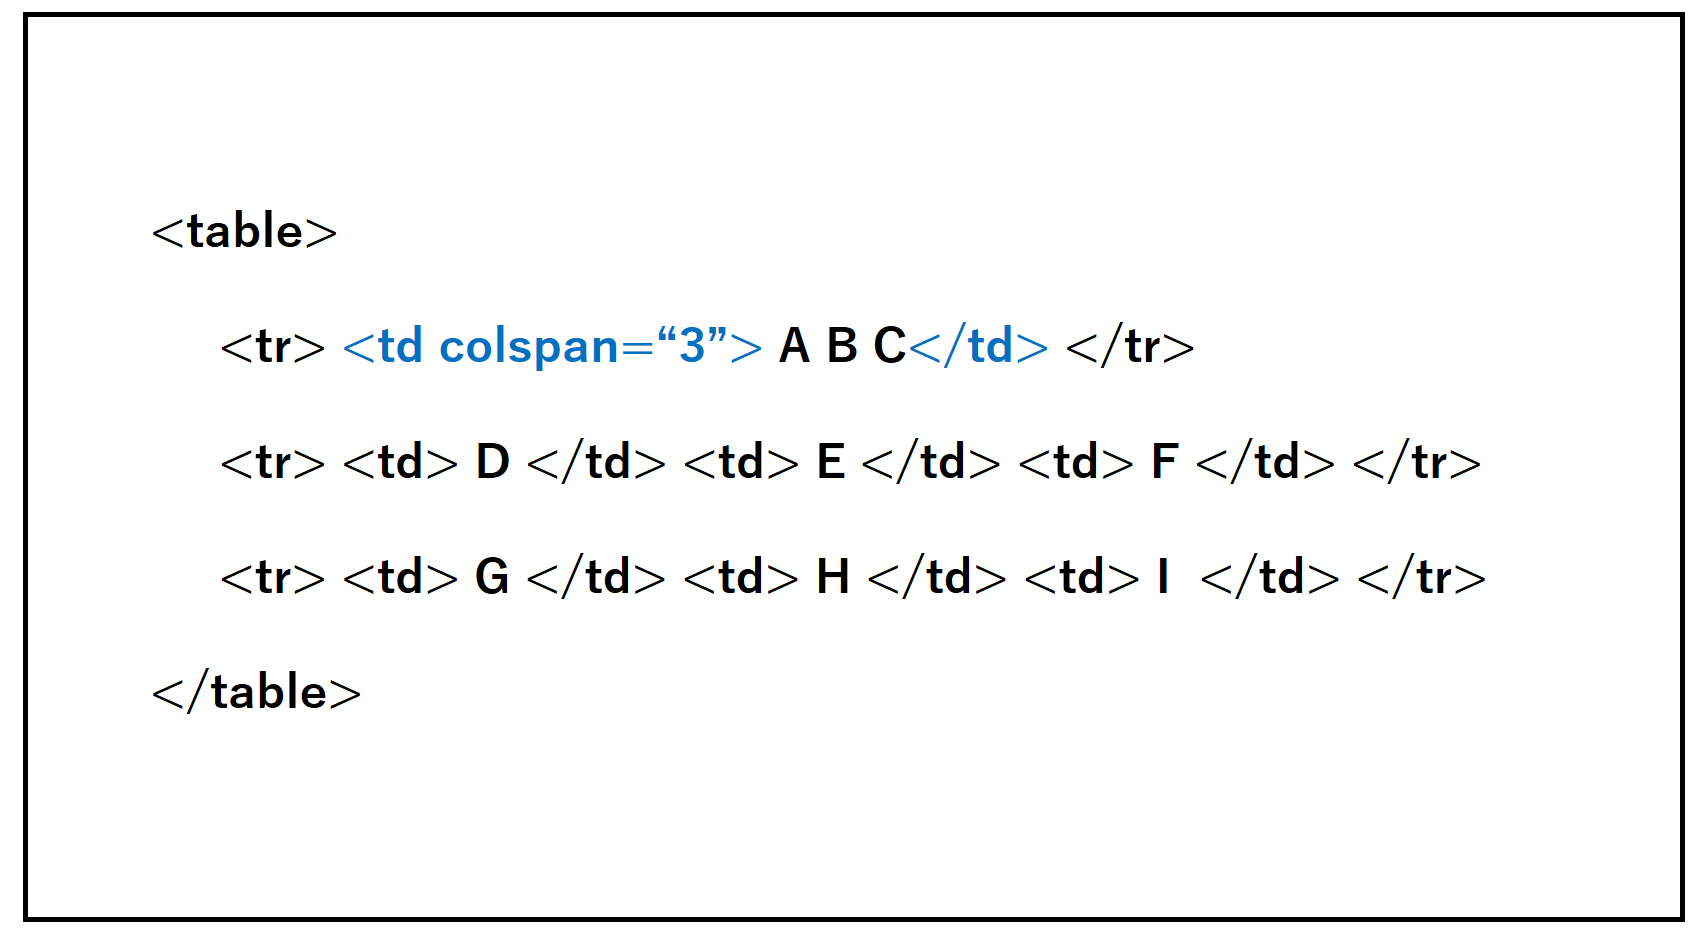 <table>
<tr> <td colspan=“3”> A B C</td> </tr>
<tr> <td> D </td> <td> E </td> <td> F </td> </tr>
<tr> <td> G </td> <td> H </td> <td> I  </td> </tr>
</table>